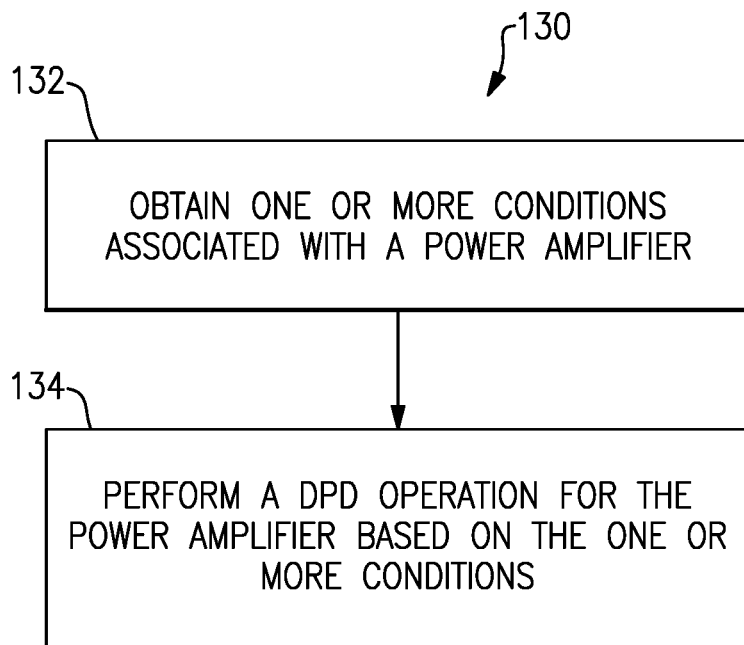 130
132
OBTAIN ONE OR MORE CONDITIONS
ASSOCIATED WITH A POWER AMPLIFIER
134
PERFORM A DPD OPERATION FOR THE
POWER AMPLIFIER BASED ON THE ONE OR
MORE CONDITIONS